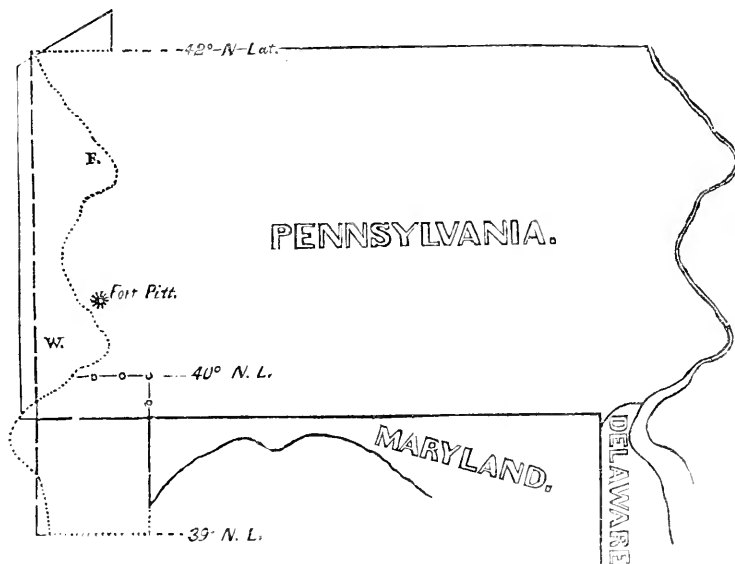 42° N Lat.
F.
PENNSYLVANIA.
Fort Pitt.
W.
40° N. L.
MARYLAND.
DELAWARE
39° N. L.